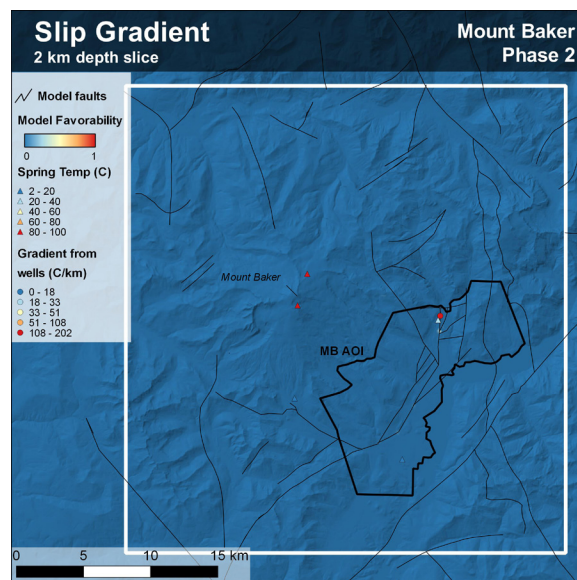 Slip Gradient
2 km depth slice
Mount Baker
Phase 2
Model faults
Model Favorability
0 1
Spring Temp (C)
2 - 20
20 - 40
40 - 60
60 - 80
80 - 100
Gradient from
wells (C/km)
0 - 18
18 - 33
33 - 51
51 - 108
108 - 202
Mount Baker
MB AOI
0 5 10 15 km